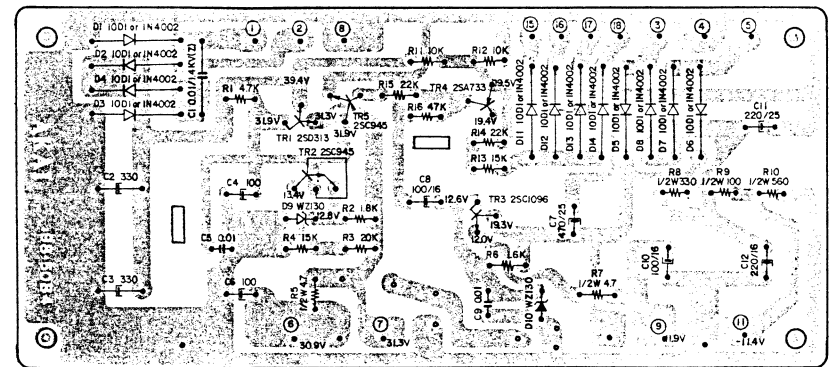 D1 10D1 or 1N4002
D2 10D1 or 1N4002
D4 10D1 or 1N4002
D3 10D1 or 1N4002
C1 0.01/1.4KV(Z)
1
2
8
15
16
17
18
3
4
5
R11 10K
R12 10K
R1 4.7K
39.4V
R15 22K
TR4 2SA733
9.5V
R16 47K
19.4V
31.9V
31.3V
TR5
2SC945
31.9V
TR1 2SD313
TR2 2SC945
R14 22K
R13 15K
D11 10D1 or 1N4002
D12 10D1 or 1N4002
D13 10D1 or 1N4002
D14 10D1 or 1N4002
D5 10D1 or 1N4002
D8 10D1 or 1N4002
D7 10D1 or 1N4002
D6 10D1 or 1N4002
C11
220/25
C2 330
C4 100
13.4V
D9 WZ130
12.8V
R2 1.8K
C8
100/16
12.6V
TR3 2SC1096
19.3V
12.0V
C7
470/25
R8
1/2W 330
R9
1/2W 100
R10
1/2W 560
C5 0.01
R4 15K
R3 20K
R6 1.6K
C10
100/16
C12
220/16
C3 330
C6 100
R5
1/2W 4.7
C9 0.01
D10 WZ130
R7
1/2W 4.7
6
30.9V
7
31.3V
9
11.9V
11
-11.4V